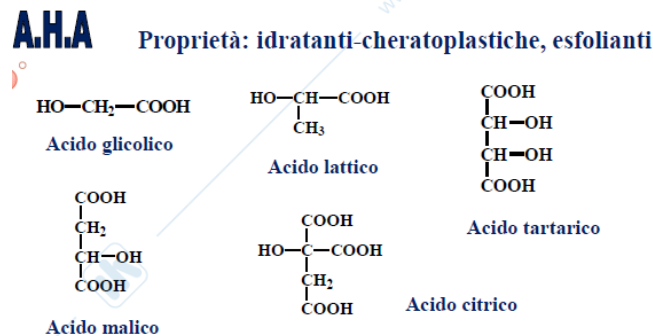 A.H.A
Proprietà: idratanti-cheratoplastiche, esfolianti
HO—CH₂—COOH
Acido glicolico
HO—CH—COOH
CH₃
Acido lattico
COOH
CH—OH
CH—OH
COOH
Acido tartarico
COOH
CH₂
CH—OH
COOH
Acido malico
COOH
HO—C—COOH
CH₂
COOH
Acido citrico